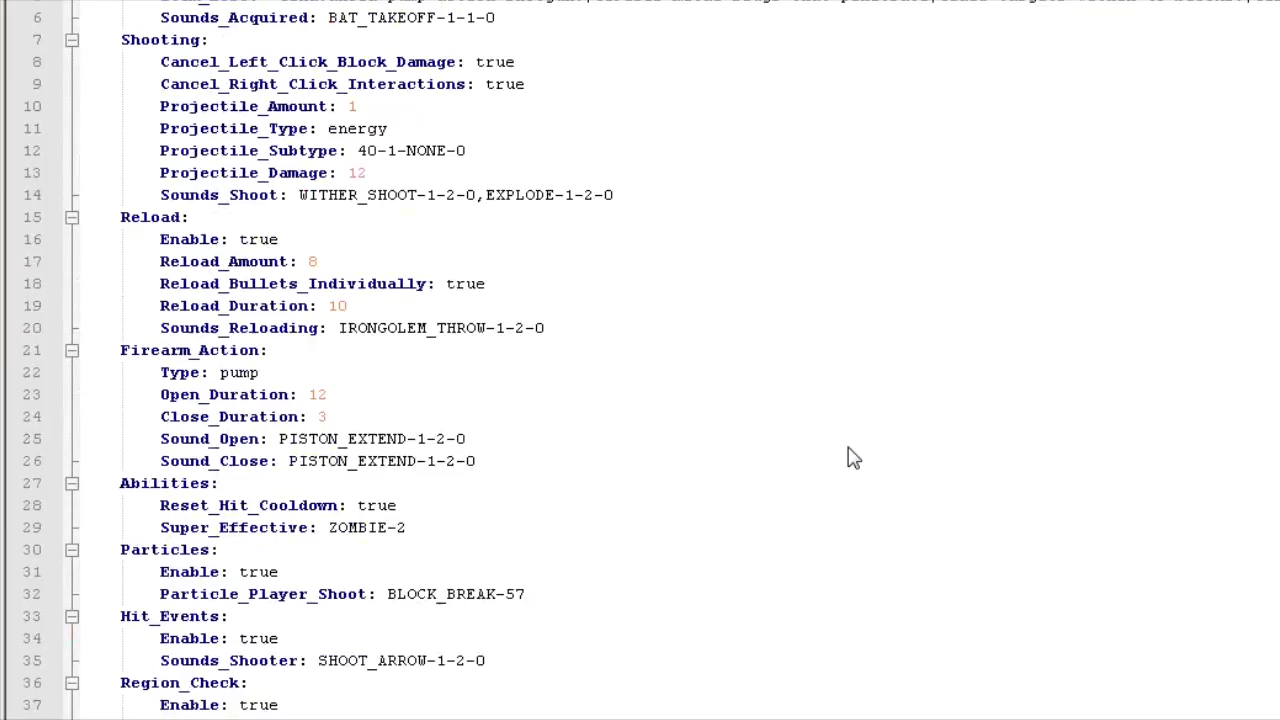 6 Sounds_Acquired: BAT_TAKEOFF-1-1-0
7 Shooting:
8 Cancel_Left_Click_Block_Damage: true
9 Cancel_Right_Click_Interactions: true
10 Projectile_Amount: 1
11 Projectile_Type: energy
12 Projectile_Subtype: 40-1-NONE-0
13 Projectile_Damage: 12
14 Sounds_Shoot: WITHER_SHOOT-1-2-0,EXPLODE-1-2-0
15 Reload:
16 Enable: true
17 Reload_Amount: 8
18 Reload_Bullets_Individually: true
19 Reload_Duration: 10
20 Sounds_Reloading: IRONGOLEM_THROW-1-2-0
21 Firearm_Action:
22 Type: pump
23 Open_Duration: 12
24 Close_Duration: 3
25 Sound_Open: PISTON_EXTEND-1-2-0
26 Sound_Close: PISTON_EXTEND-1-2-0
27 Abilities:
28 Reset_Hit_Cooldown: true
29 Super_Effective: ZOMBIE-2
30 Particles:
31 Enable: true
32 Particle_Player_Shoot: BLOCK_BREAK-57
33 Hit_Events:
34 Enable: true
35 Sounds_Shooter: SHOOT_ARROW-1-2-0
36 Region_Check:
37 Enable: true